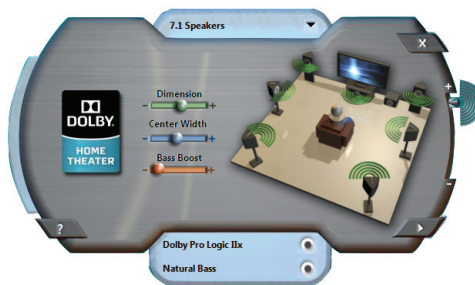 7.1 Speakers
X
Dimension
- +
Center Width
- +
Bass Boost
- +
DOLBY.
HOME
THEATER
+
-
?
Dolby Pro Logic IIx
Natural Bass